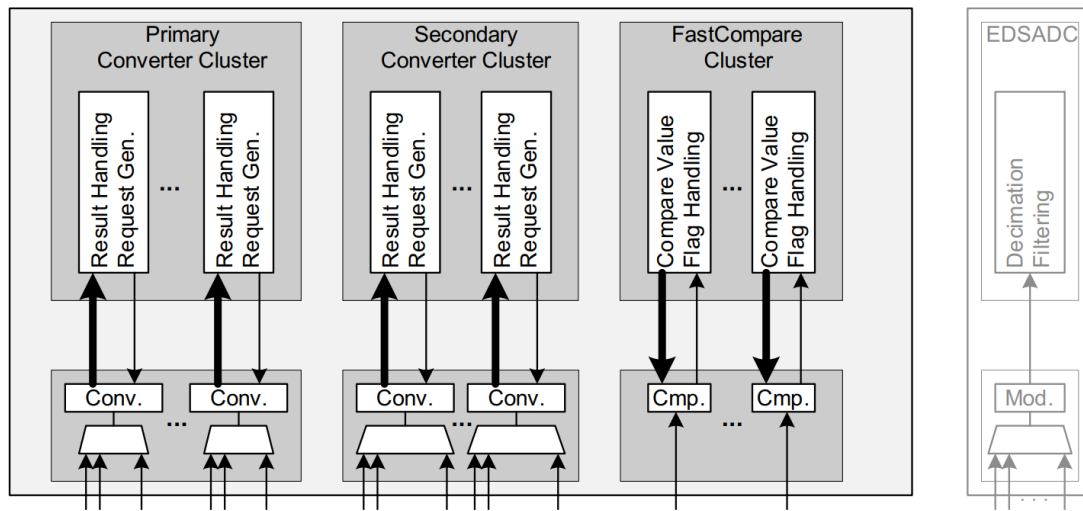 Primary
Converter Cluster
Secondary
Converter Cluster
FastCompare
Cluster
EDSADC
Result Handling
Request Gen.
...
Result Handling
Request Gen.
Result Handling
Request Gen.
...
Result Handling
Request Gen.
Compare Value
Flag Handling
...
Compare Value
Flag Handling
Decimation
Filtering
Conv.
...
Conv.
Conv.
...
Conv.
Cmp.
...
Cmp.
Mod.
...